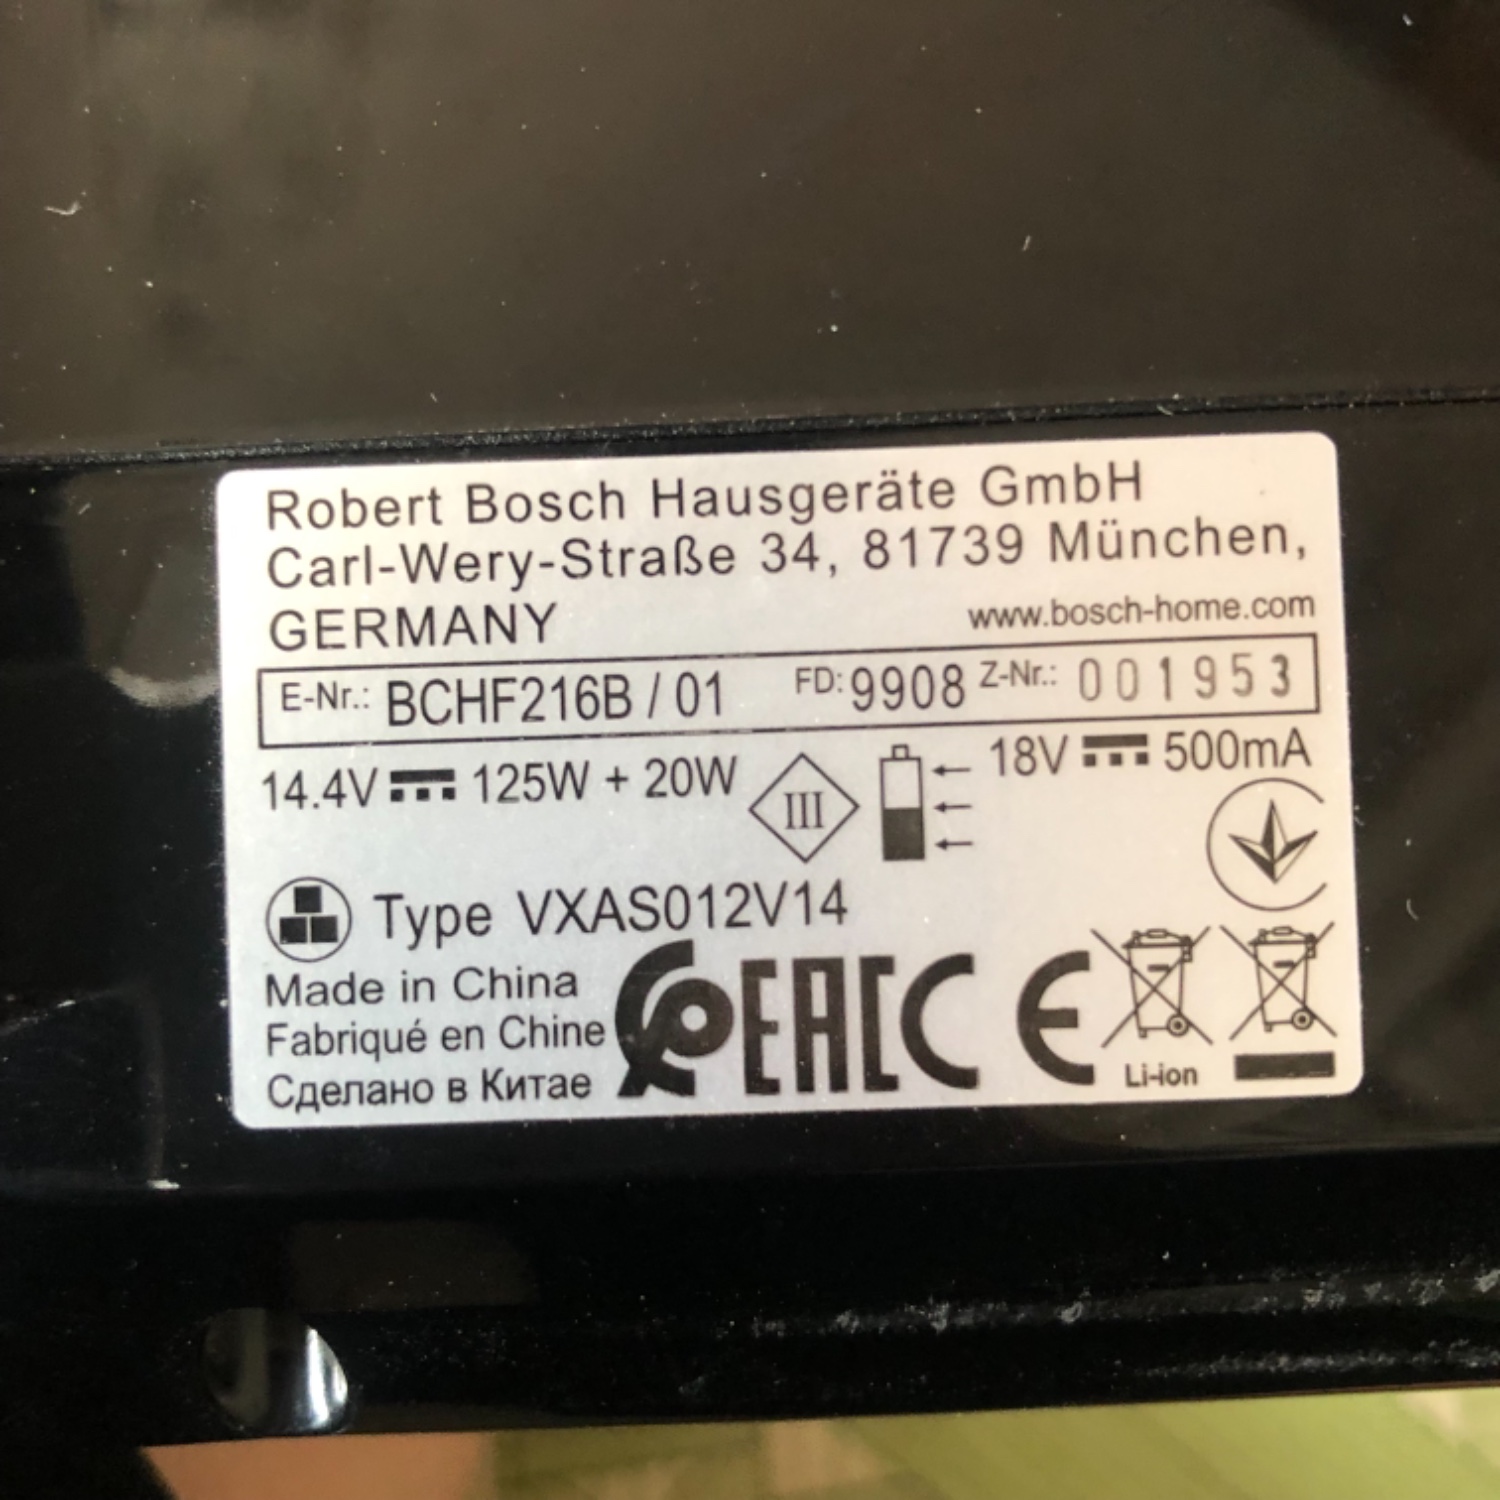 Robert Bosch Hausgeräte GmbH
Carl-Wery-Straße 34, 81739 München,
GERMANY www.bosch-home.com
E-Nr.: BCHF216B / 01 FD: 9908 Z-Nr.: 001953
14.4V 125W + 20W III 18V 500mA
Type VXAS012V14
Made in China
Fabriqué en Chine
Сделано в Китае
EAC CE Li-ion